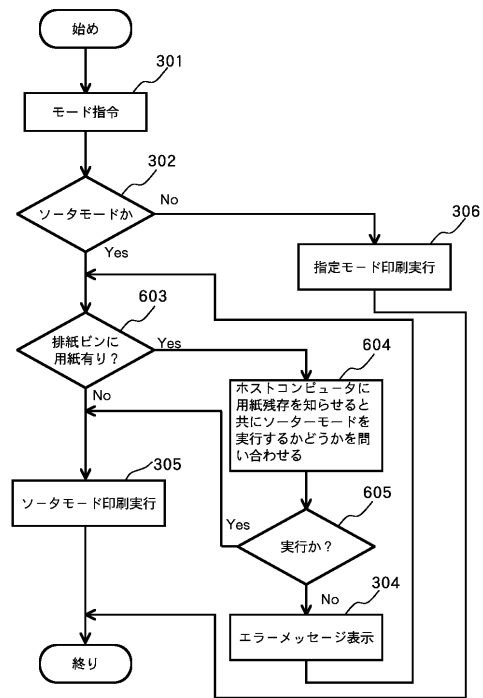 始め
301
モード指令
302
ソータモードか
No
Yes
306
指定モード印刷実行
603
排紙ビンに
用紙有り？
Yes
No
604
ホストコンピュータに
用紙残存を知らせると
共にソーターモードを
実行するかどうかを問
い合わせる
305
ソータモード印刷実行
605
実行か？
Yes
No
304
エラーメッセージ表示
終り